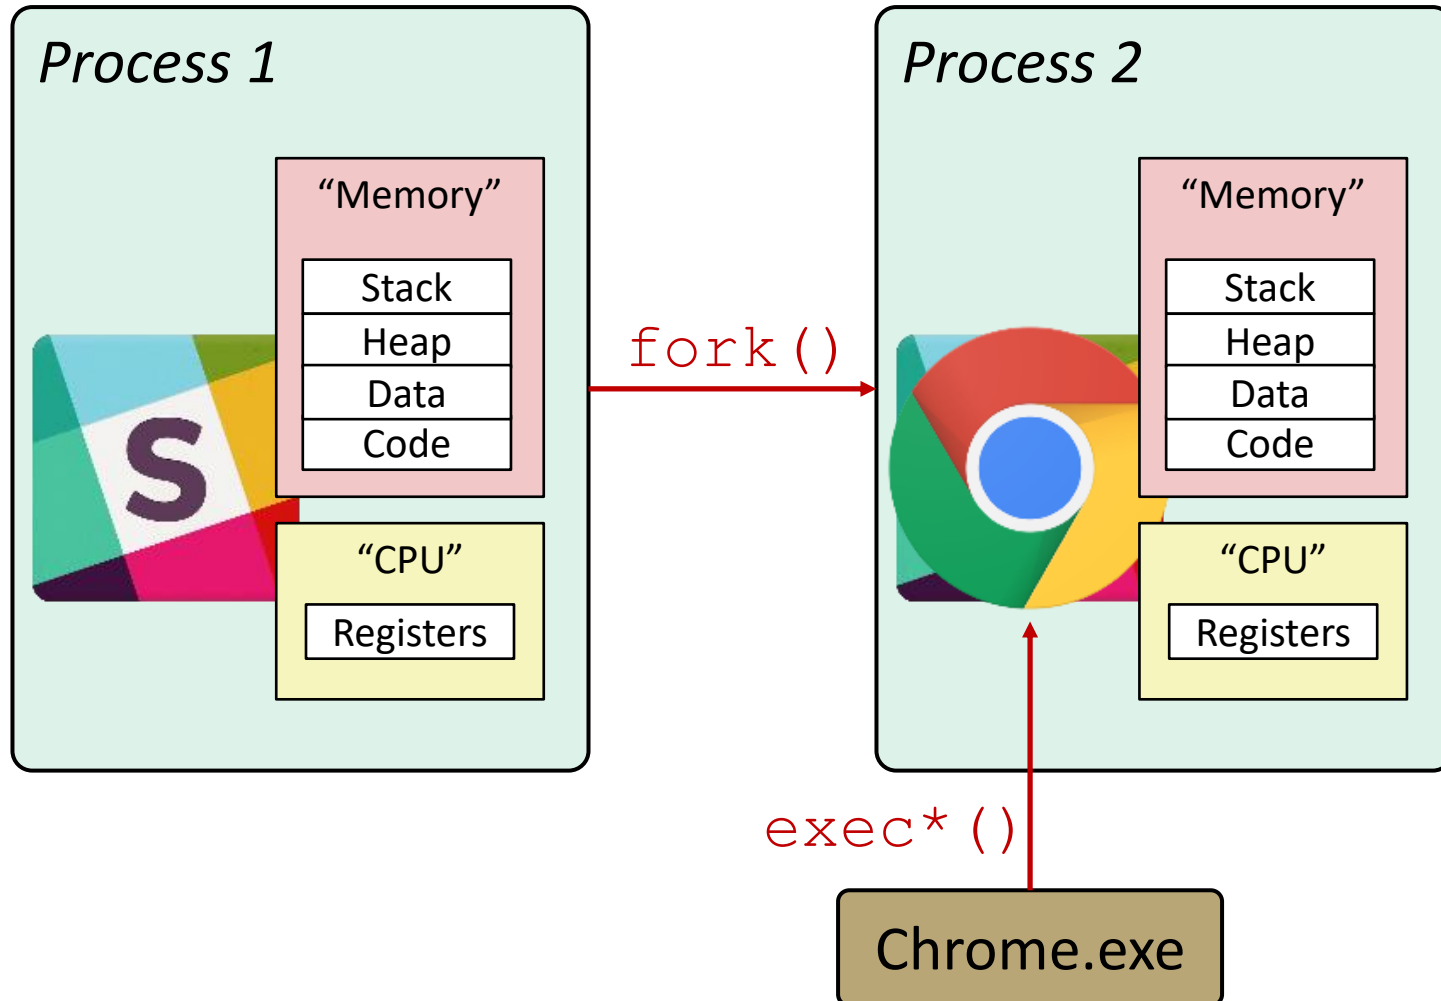 Process 1
“Memory”
Stack
Heap
Data
Code
S
“CPU”
Registers
fork()
Process 2
“Memory”
Stack
Heap
Data
Code
“CPU”
Registers
exec*()
Chrome.exe